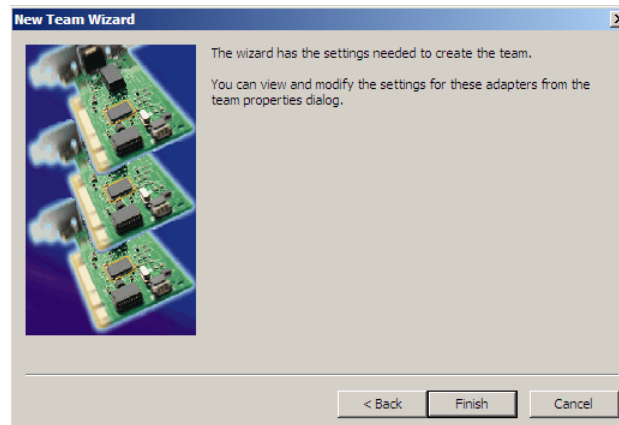 New Team Wizard
The wizard has the settings needed to create the team.
You can view and modify the settings for these adapters from the
team properties dialog.
< Back
Finish
Cancel